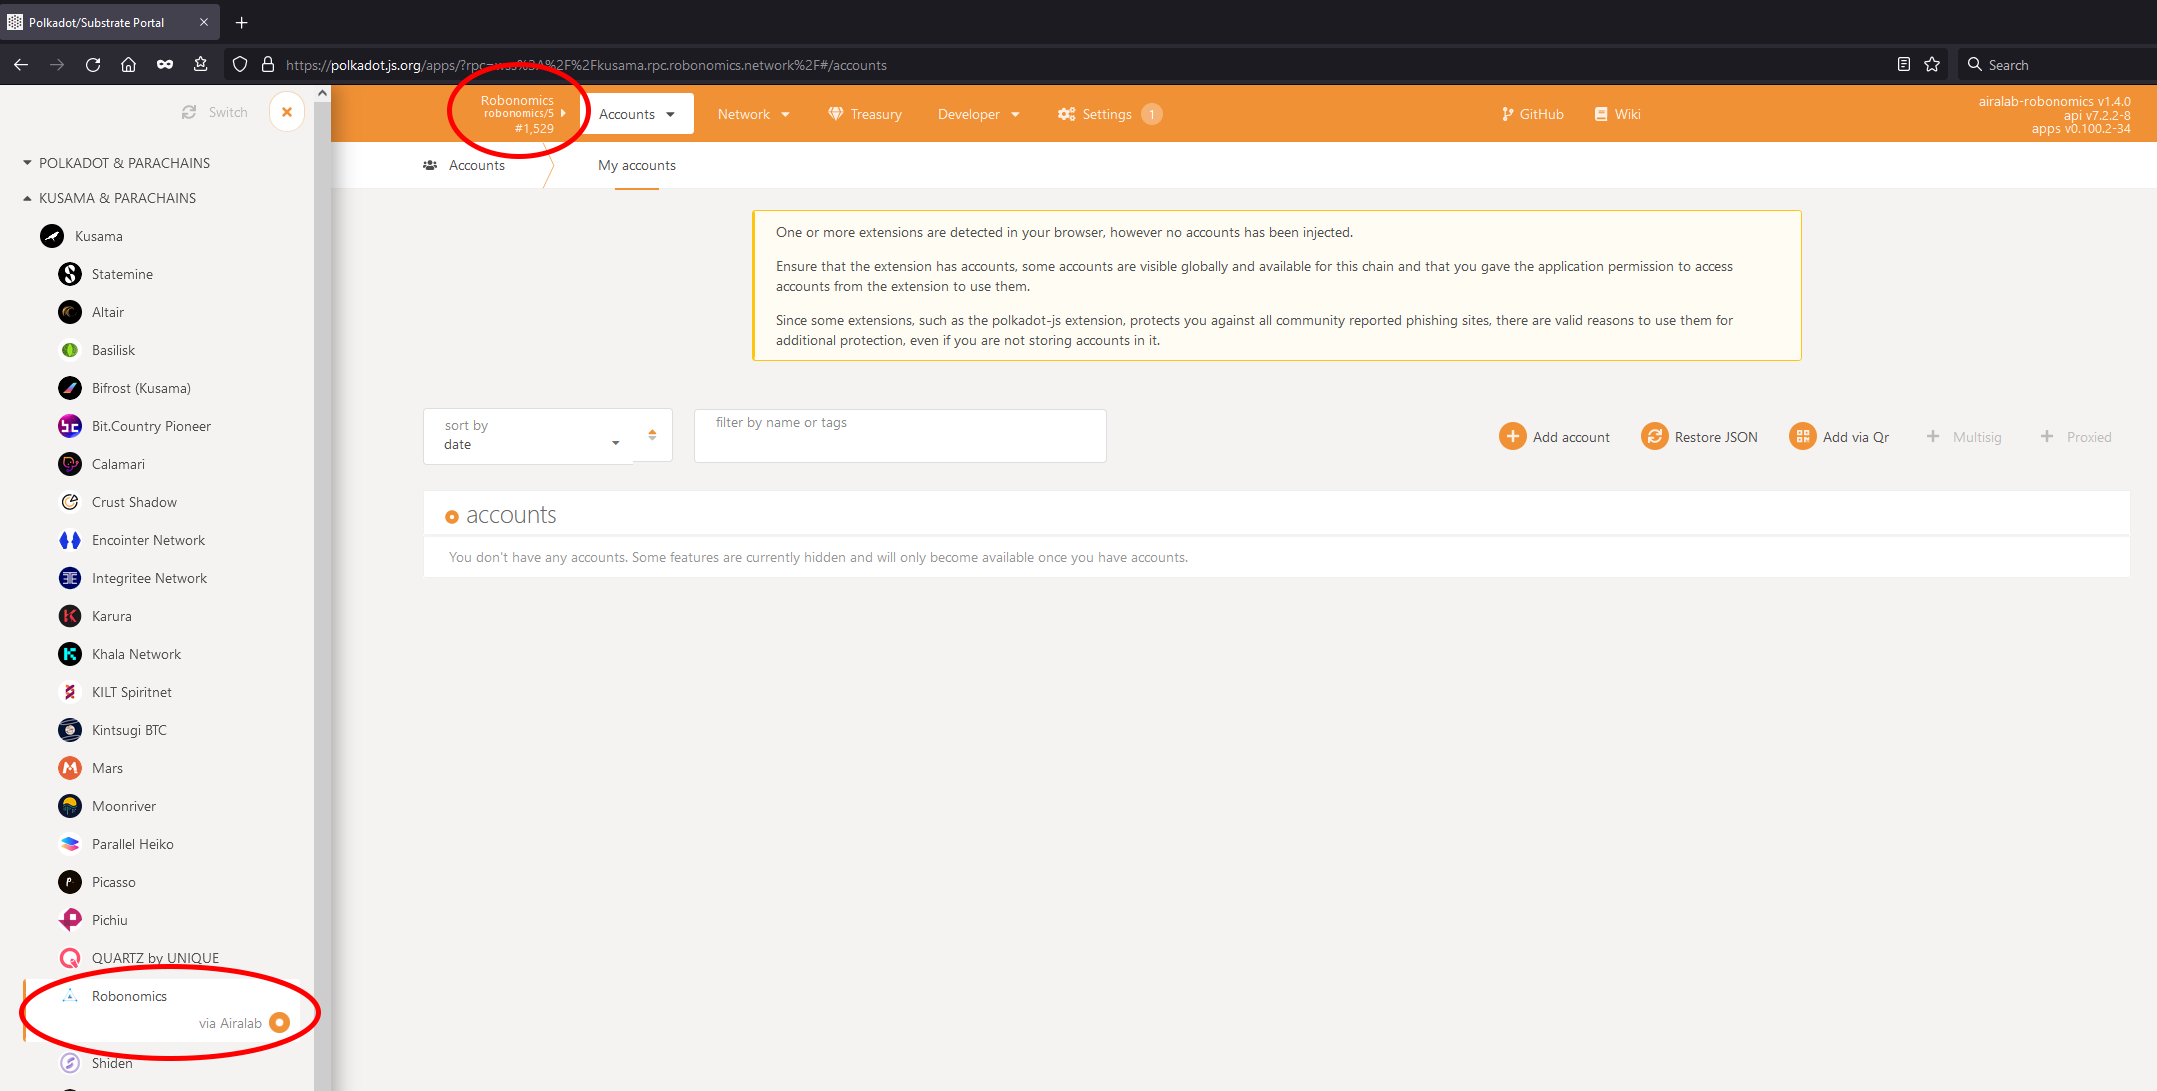 Polkadot/Substrate Portal
https://polkadot.js.org/apps/?rpc=wss%3A%2F%2Fkusama.rpc.robonomics.network%2F#/accounts
Search
Switch
POLKADOT & PARACHAINS
KUSAMA & PARACHAINS
Kusama
Statemine
Altair
Basilisk
Bifrost (Kusama)
Bit.Country Pioneer
Calamari
Crust Shadow
Encointer Network
Integritee Network
Karura
Khala Network
KILT Spiritnet
Kintsugi BTC
Mars
Moonriver
Parallel Heiko
Picasso
Pichiu
QUARTZ by UNIQUE
Robonomics
via Airalab
Shiden
Robonomics
robonomics/5
#1,529
Accounts
Network
Treasury
Developer
Settings
1
GitHub
Wiki
airalab-robonomics v1.4.0
api v7.2.2-8
apps v0.100.2-34
Accounts
My accounts
One or more extensions are detected in your browser, however no accounts has been injected.
Ensure that the extension has accounts, some accounts are visible globally and available for this chain and that you gave the application permission to access
accounts from the extension to use them.
Since some extensions, such as the polkadot-js extension, protects you against all community reported phishing sites, there are valid reasons to use them for
additional protection, even if you are not storing accounts in it.
sort by
date
filter by name or tags
Add account
Restore JSON
Add via Qr
Multisig
Proxied
accounts
You don't have any accounts. Some features are currently hidden and will only become available once you have accounts.